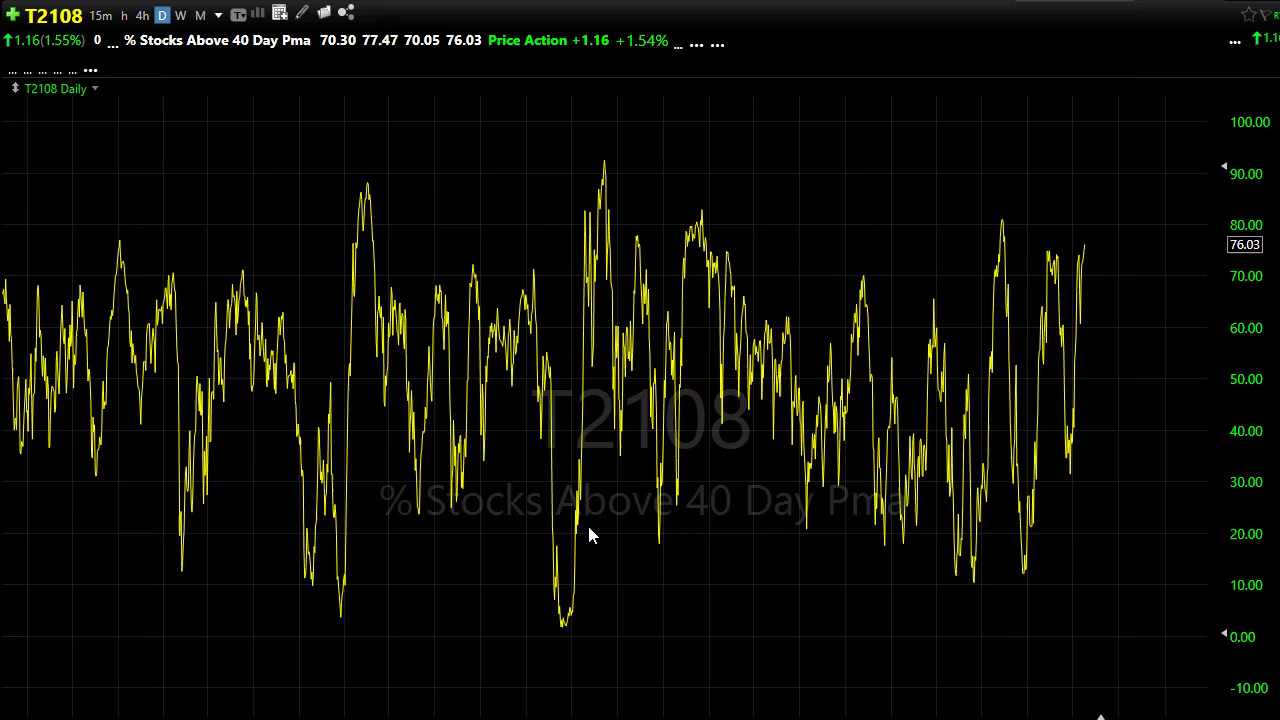 T2108 15m h 4h D W M
1.16(1.55%) 0 ... % Stocks Above 40 Day Pma 70.30 77.47 70.05 76.03 Price Action +1.16 +1.54% ... ... ... 1.16
... ... ... ... ... ...
T2108 Daily
100.00
90.00
80.00
76.03
70.00
60.00
50.00
40.00
30.00
20.00
10.00
0.00
-10.00
T2108
% Stocks Above 40 Day Pma